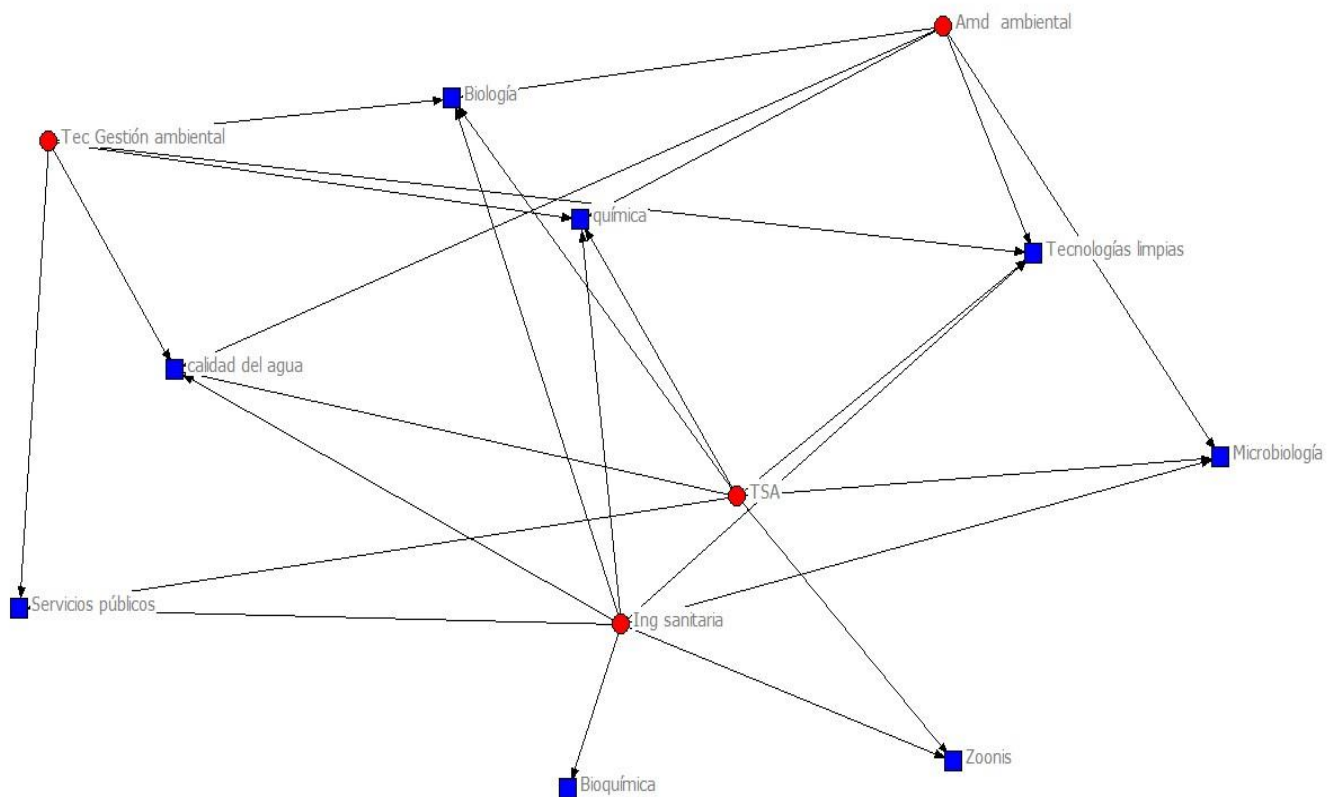 Amd ambiental
Biología
Tec Gestión ambiental
química
Tecnologías limpias
calidad del agua
Microbiología
TSA
Servicios públicos
Ing sanitaria
Zoonis
Bioquímica